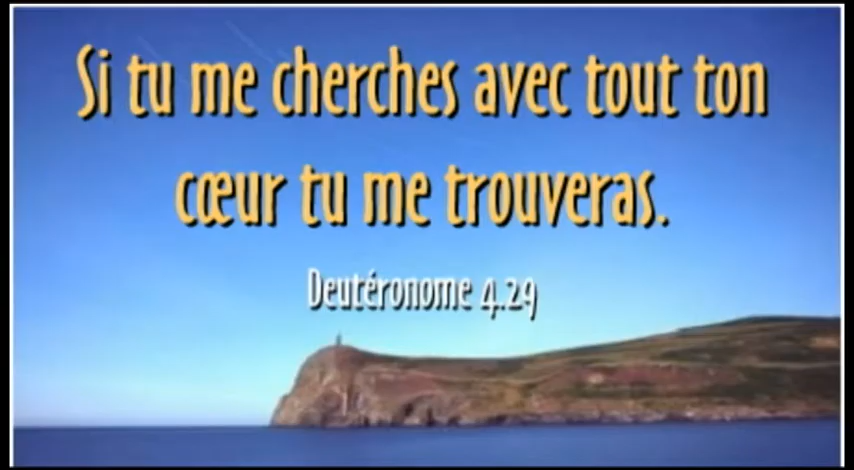 Si tu me cherches avec tout ton
cœur tu me trouveras.
Deutéronome 4.29